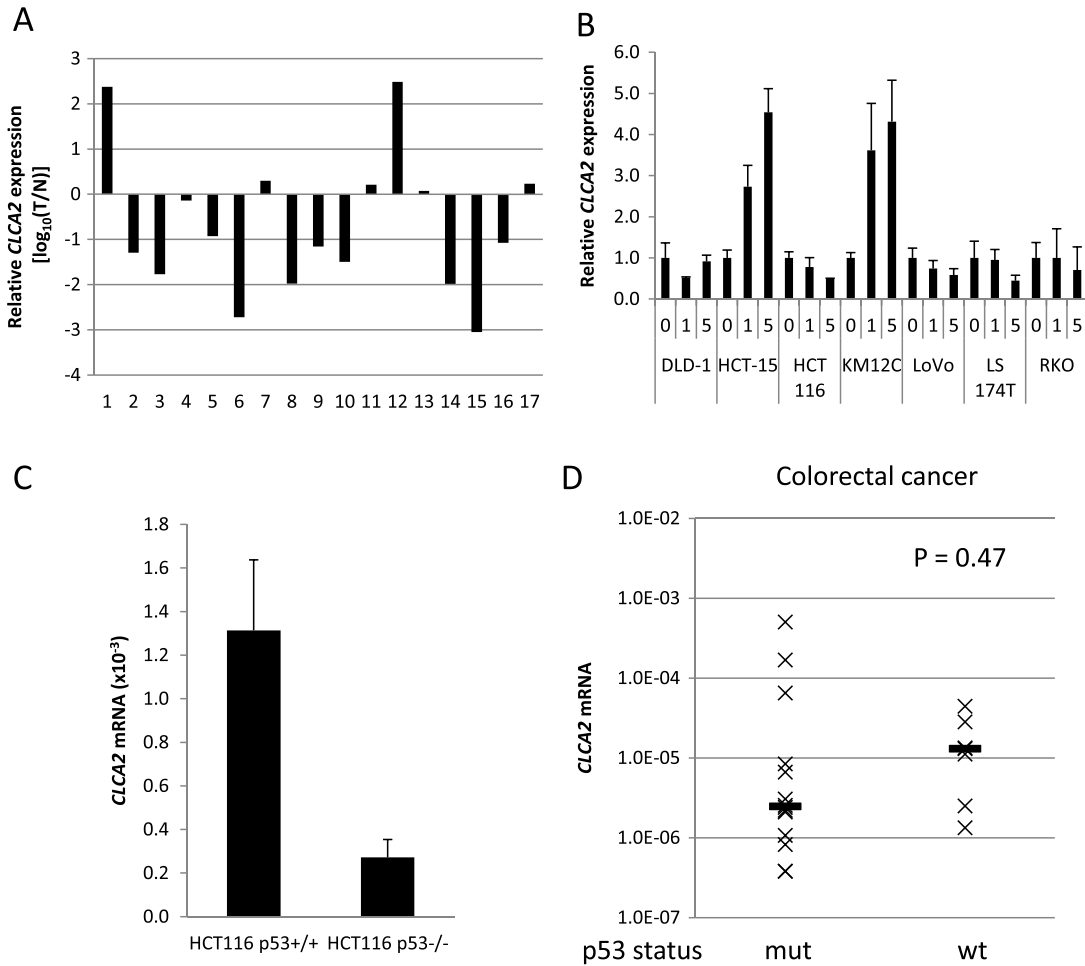 A
Relative CLCA2 expression
[log10(T/N)]
3
2
1
0
-1
-2
-3
-4
1 2 3 4 5 6 7 8 9 10 11 12 13 14 15 16 17
B
Relative CLCA2 expression
6.0
5.0
4.0
3.0
2.0
1.0
0.0
0 1 5 0 1 5 0 1 5 0 1 5 0 1 5 0 1 5 0 1 5
DLD-1 HCT-15 HCT KM12C LoVo LS RKO
116 174T
C
CLCA2 mRNA (x10-3)
1.8
1.6
1.4
1.2
1.0
0.8
0.6
0.4
0.2
0.0
HCT116 p53+/+ HCT116 p53-/-
D
Colorectal cancer
CLCA2 mRNA
1.0E-02
P = 0.47
1.0E-03
1.0E-04
1.0E-05
1.0E-06
1.0E-07
p53 status mut wt